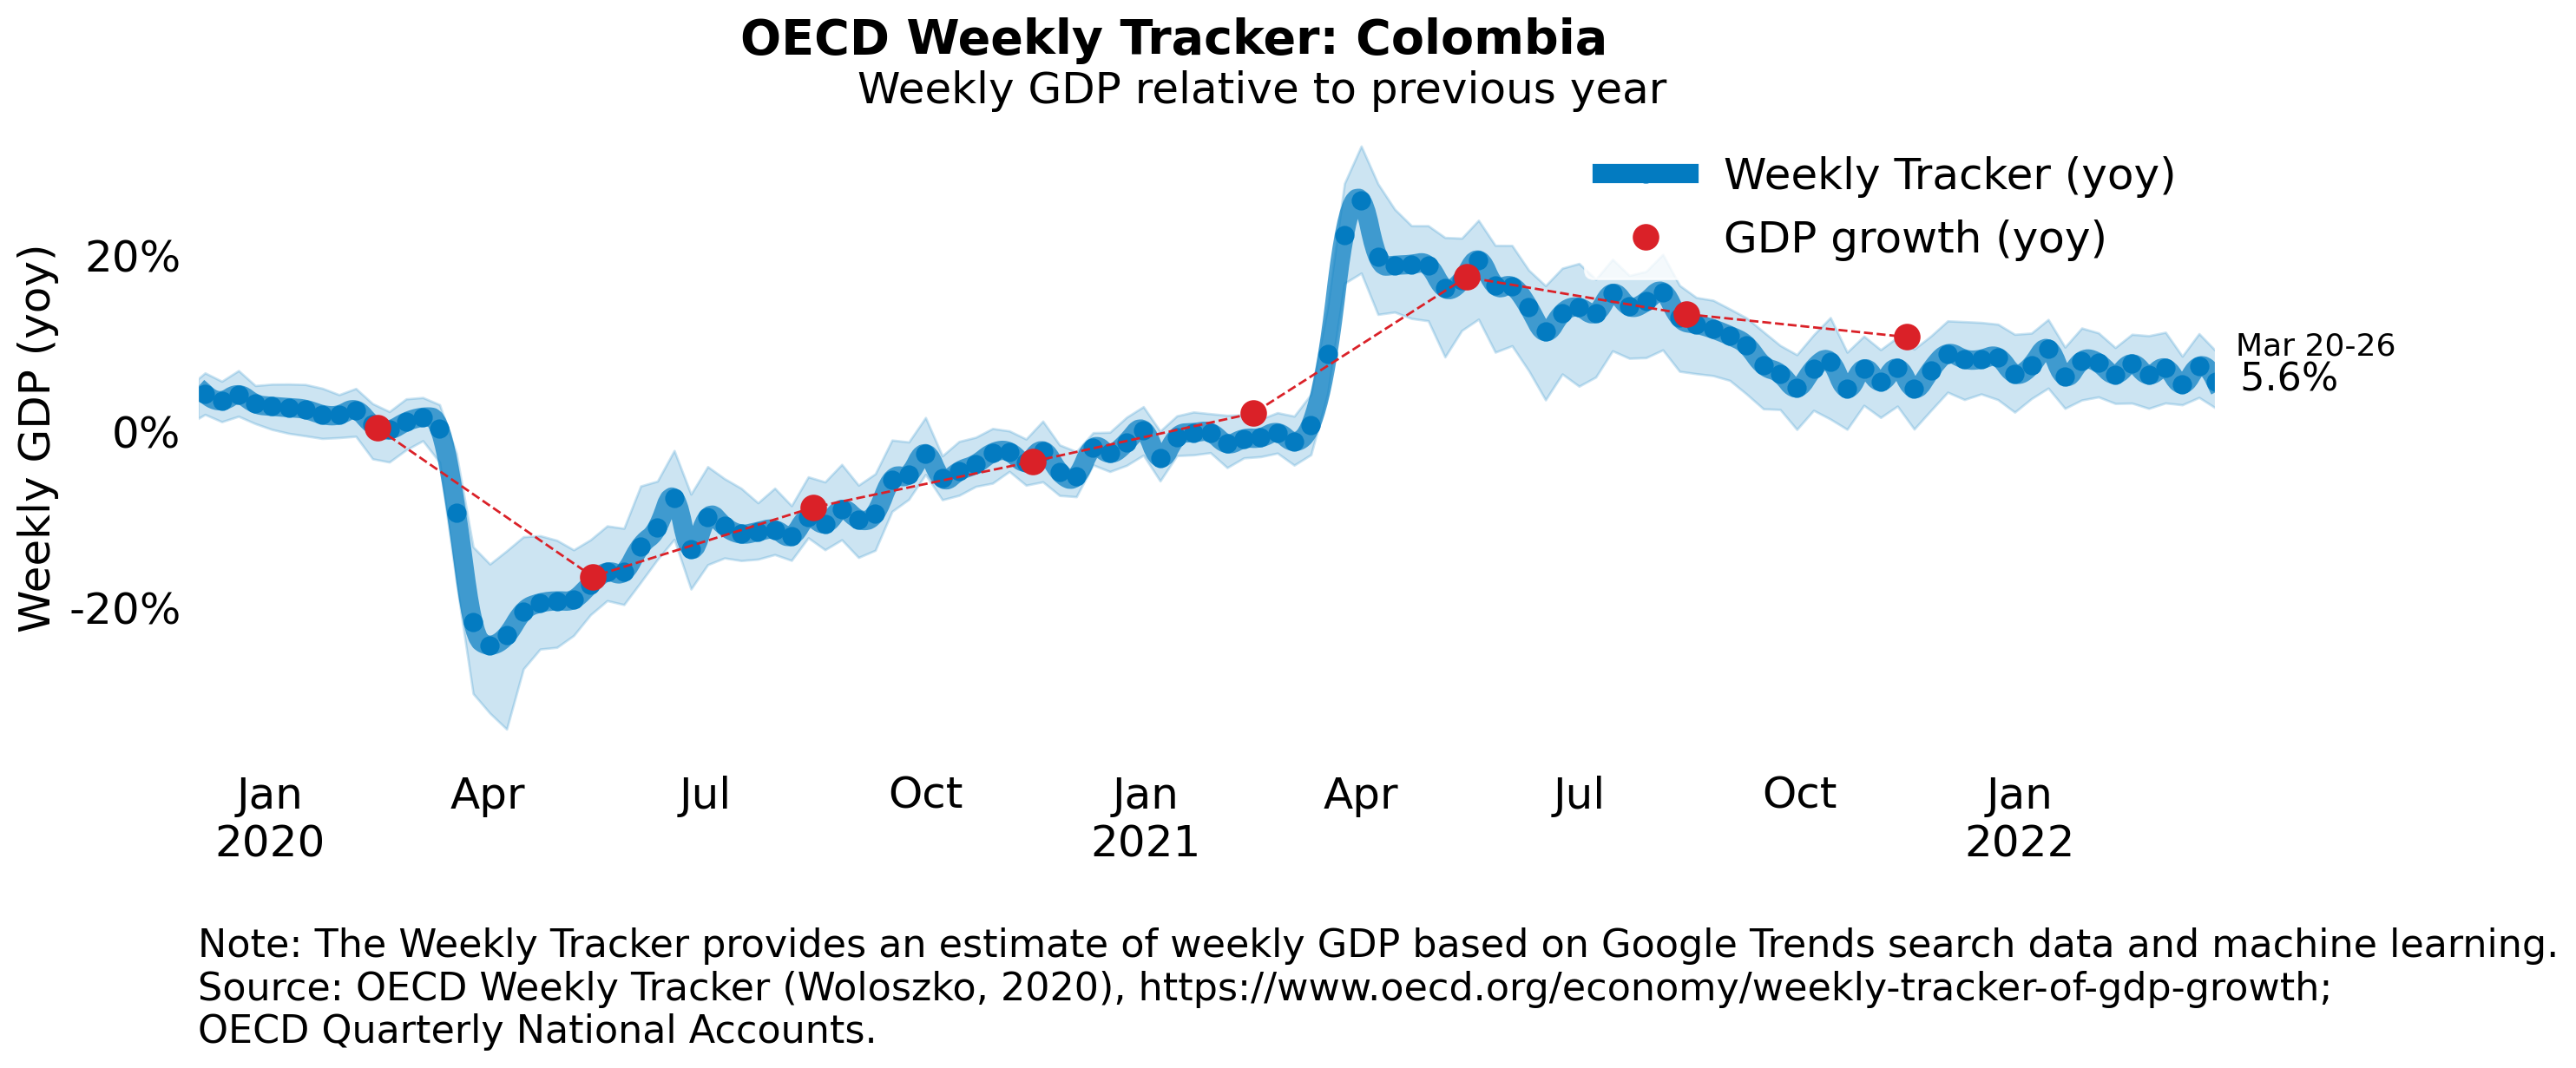 OECD Weekly Tracker: Colombia
Weekly GDP relative to previous year
Weekly Tracker (yoy)
GDP growth (yoy)
Weekly GDP (yoy)
20%
0%
-20%
Mar 20-26
5.6%
Jan Apr Jul Oct Jan Apr Jul Oct Jan
2020 2021 2022
Note: The Weekly Tracker provides an estimate of weekly GDP based on Google Trends search data and machine learning.
Source: OECD Weekly Tracker (Woloszko, 2020), https://www.oecd.org/economy/weekly-tracker-of-gdp-growth;
OECD Quarterly National Accounts.